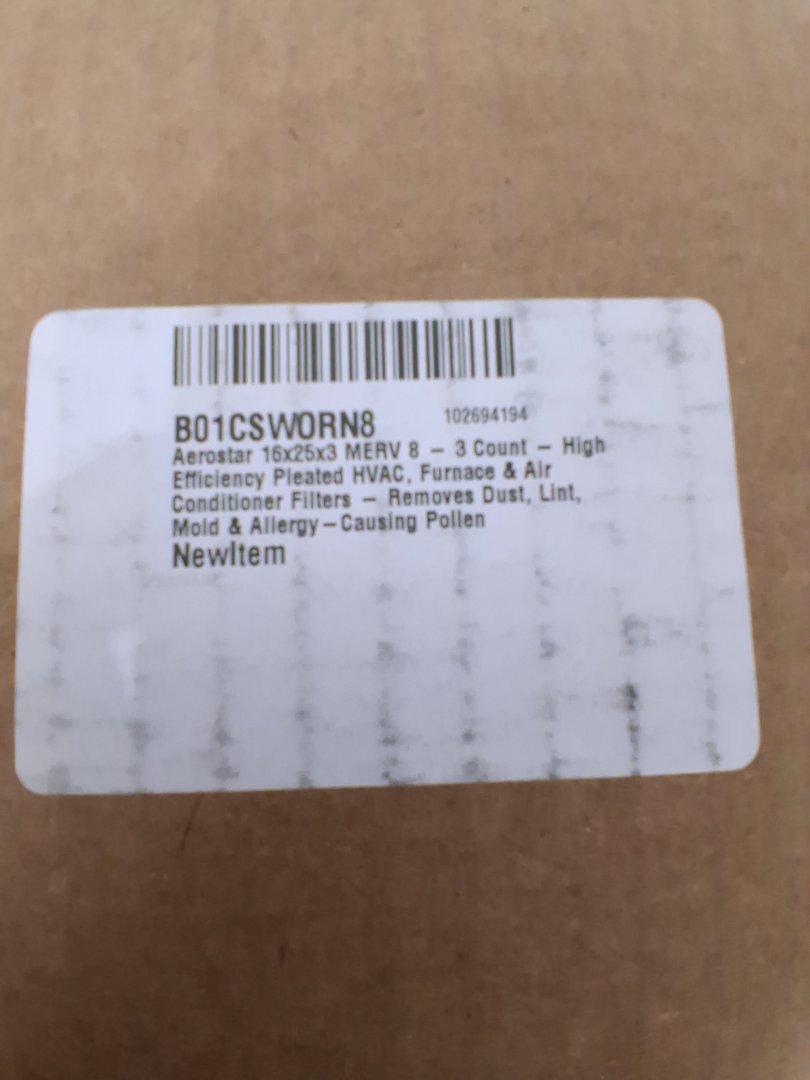 B01CSWORN8 102694194
Aerostar 16x25x3 MERV 8 – 3 Count – High
Efficiency Pleated HVAC, Furnace & Air
Conditioner Filters – Removes Dust, Lint,
Mold & Allergy–Causing Pollen
NewItem